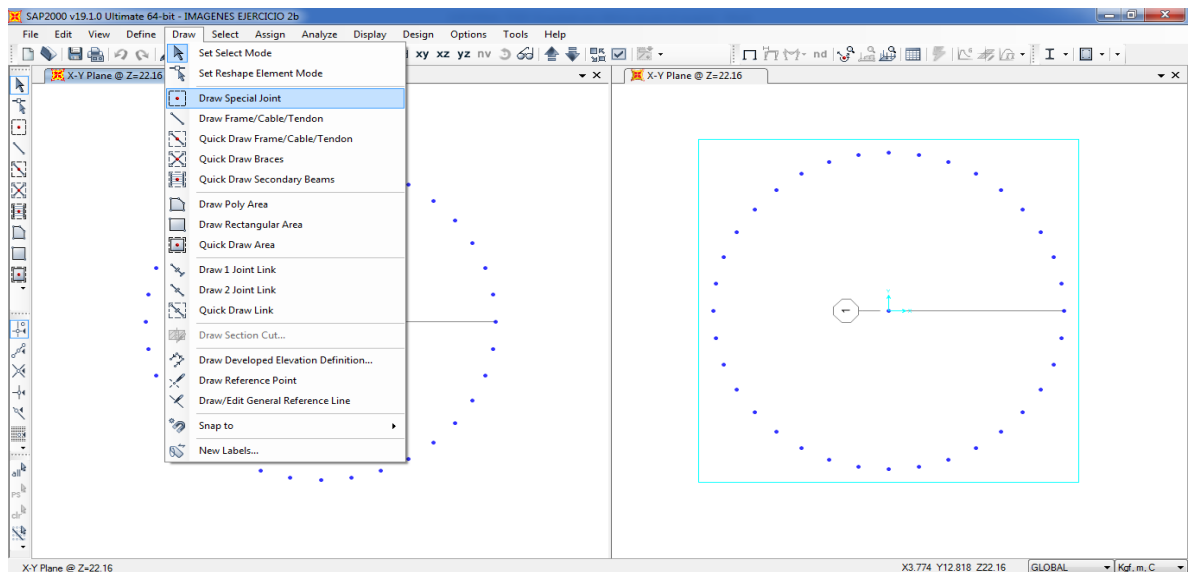 SAP2000 v19.1.0 Ultimate 64-bit - IMAGENES EJERCICIO 2b
File Edit View Define Draw Select Assign Analyze Display Design Options Tools Help
xy xz yz nv nd
X-Y Plane @ Z=22.16
X-Y Plane @ Z=22.16
Set Select Mode
Set Reshape Element Mode
Draw Special Joint
Draw Frame/Cable/Tendon
Quick Draw Frame/Cable/Tendon
Quick Draw Braces
Quick Draw Secondary Beams
Draw Poly Area
Draw Rectangular Area
Quick Draw Area
Draw 1 Joint Link
Draw 2 Joint Link
Quick Draw Link
Draw Section Cut...
Draw Developed Elevation Definition...
Draw Reference Point
Draw/Edit General Reference Line
Snap to
New Labels...
all
PS
clr
X-Y Plane @ Z=22.16
X3.774 Y12.818 Z22.16
GLOBAL
Kgf, m, C